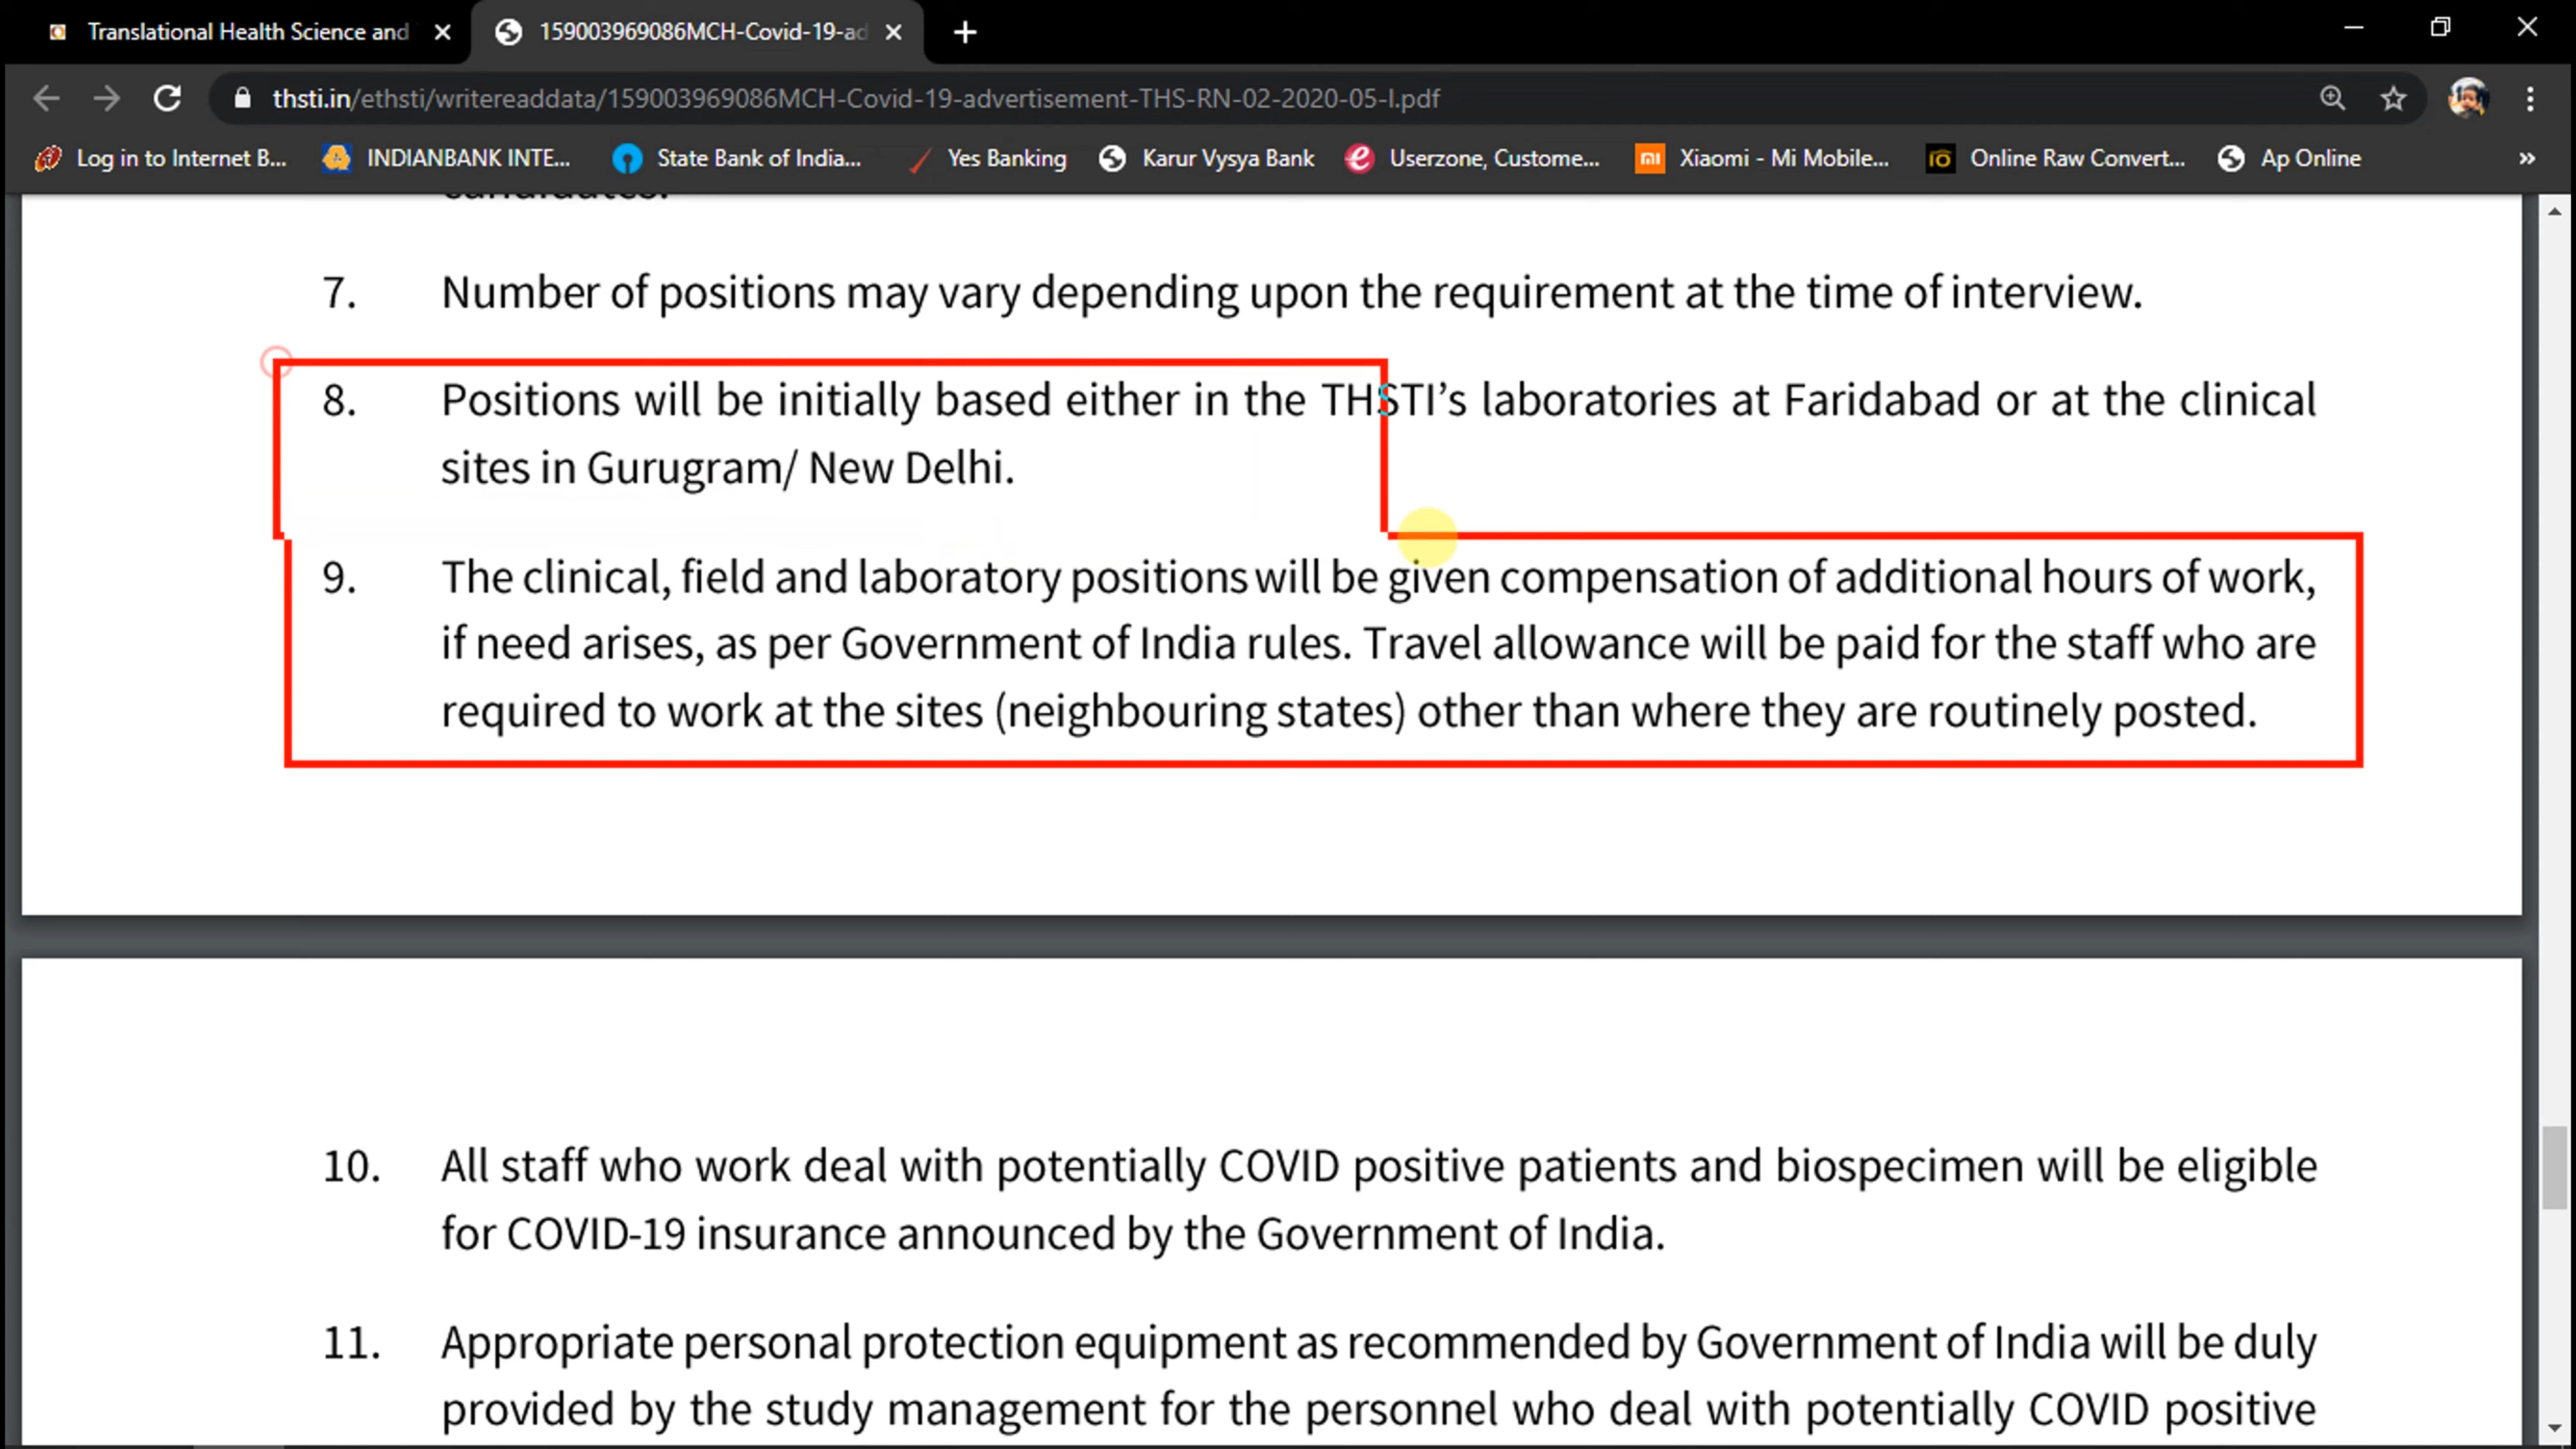 Translational Health Science and
159003969086MCH-Covid-19-ad
thsti.in/ethsti/writereaddata/159003969086MCH-Covid-19-advertisement-THS-RN-02-2020-05-I.pdf
Log in to Internet B... INDIANBANK INTE... State Bank of India... Yes Banking Karur Vysya Bank Userzone, Custome... Xiaomi - Mi Mobile... Online Raw Convert... Ap Online »
candidates.
7. Number of positions may vary depending upon the requirement at the time of interview.
8. Positions will be initially based either in the THSTI’s laboratories at Faridabad or at the clinical
sites in Gurugram/ New Delhi.
9. The clinical, field and laboratory positions will be given compensation of additional hours of work,
if need arises, as per Government of India rules. Travel allowance will be paid for the staff who are
required to work at the sites (neighbouring states) other than where they are routinely posted.
10. All staff who work deal with potentially COVID positive patients and biospecimen will be eligible
for COVID-19 insurance announced by the Government of India.
11. Appropriate personal protection equipment as recommended by Government of India will be duly
provided by the study management for the personnel who deal with potentially COVID positive